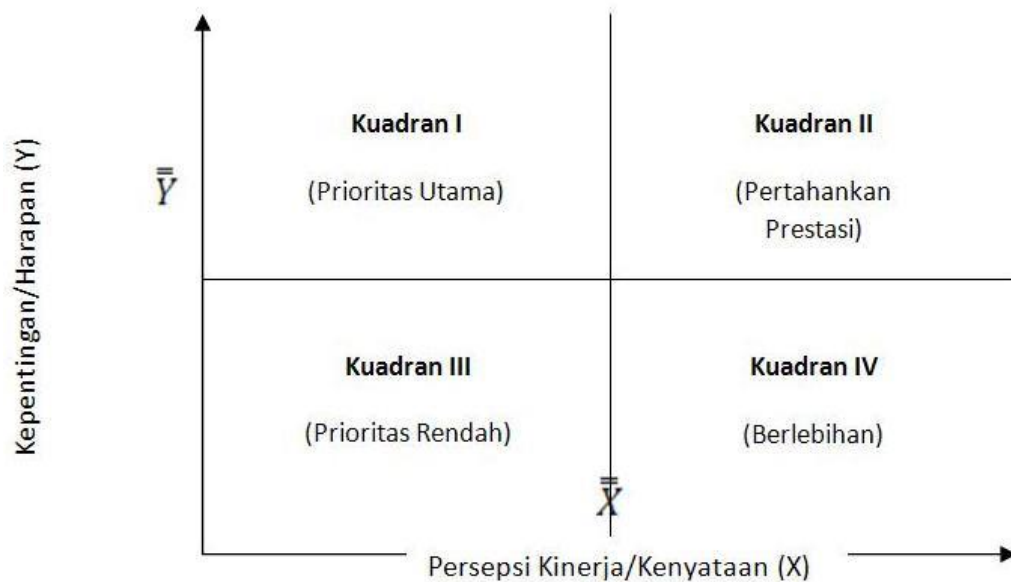 Kepentingan/Harapan (Y)
Kuadran I
(Prioritas Utama)
Kuadran II
(Pertahankan
Prestasi)
Y̿
Kuadran III
(Prioritas Rendah)
Kuadran IV
(Berlebihan)
X̿
Persepsi Kinerja/Kenyataan (X)